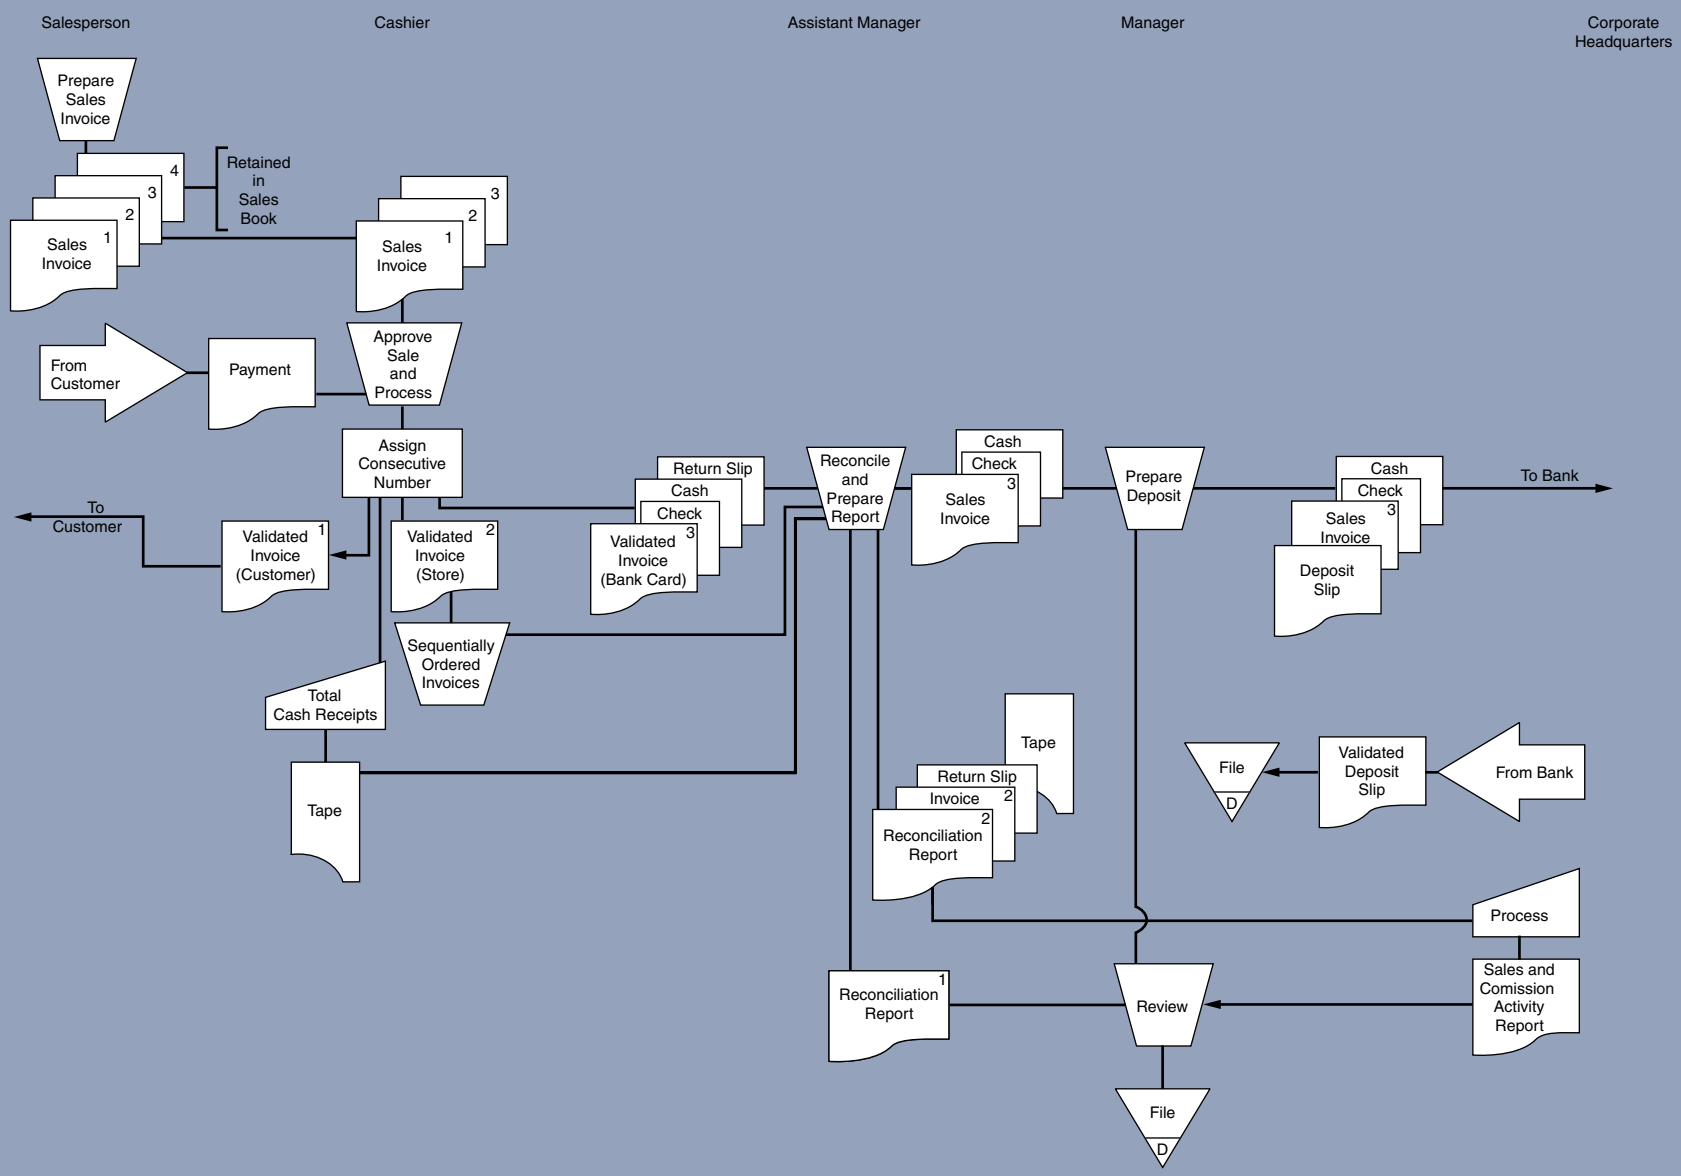 Salesperson
Cashier
Assistant Manager
Manager
Corporate
Headquarters
Prepare
Sales
Invoice
4
3
2
1
Sales
Invoice
Retained
in
Sales
Book
3
2
1
Sales
Invoice
From
Customer
Payment
Approve
Sale
and
Process
Assign
Consecutive
Number
To
Customer
Validated 1
Invoice
(Customer)
Validated 2
Invoice
(Store)
Return Slip
Cash
Check
Validated 3
Invoice
(Bank Card)
Sequentially
Ordered
Invoices
Total
Cash Receipts
Tape
Reconcile
and
Prepare
Report
Cash
Check
3
Sales
Invoice
Prepare
Deposit
Cash
Check
Sales 3
Invoice
Deposit
Slip
To Bank
Tape
Return Slip
Invoice 2
2
Reconciliation
Report
File
D
Validated
Deposit
Slip
From Bank
Process
Sales and
Comission
Activity
Report
1
Reconciliation
Report
Review
File
D